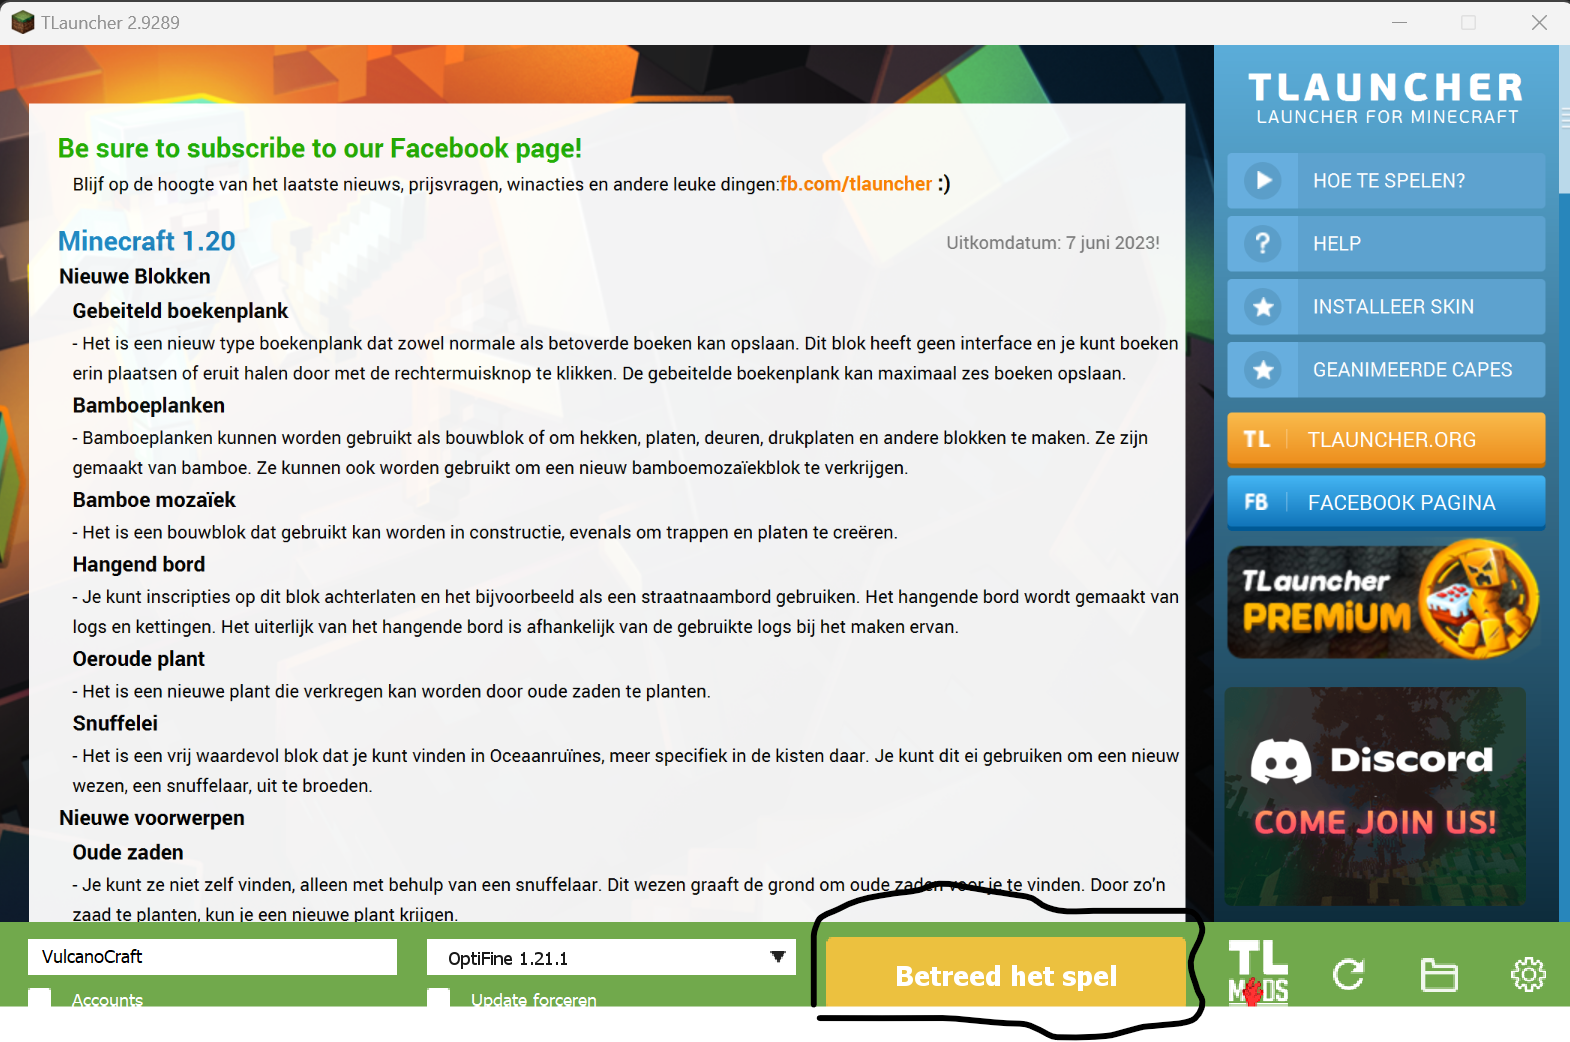 TLauncher 2.9289
Be sure to subscribe to our Facebook page!
Blijf op de hoogte van het laatste nieuws, prijsvragen, winacties en andere leuke dingen:fb.com/tlauncher :)
Minecraft 1.20
Uitkomdatum: 7 juni 2023!
Nieuwe Blokken
Gebeiteld boekenplank
- Het is een nieuw type boekenplank dat zowel normale als betoverde boeken kan opslaan. Dit blok heeft geen interface en je kunt boeken
erin plaatsen of eruit halen door met de rechtermuisknop te klikken. De gebeitelde boekenplank kan maximaal zes boeken opslaan.
Bamboeplanken
- Bamboeplanken kunnen worden gebruikt als bouwblok of om hekken, platen, deuren, drukplaten en andere blokken te maken. Ze zijn
gemaakt van bamboe. Ze kunnen ook worden gebruikt om een nieuw bamboemozaïekblok te verkrijgen.
Bamboe mozaïek
- Het is een bouwblok dat gebruikt kan worden in constructie, evenals om trappen en platen te creëren.
Hangend bord
- Je kunt inscripties op dit blok achterlaten en het bijvoorbeeld als een straatnaambord gebruiken. Het hangende bord wordt gemaakt van
logs en kettingen. Het uiterlijk van het hangende bord is afhankelijk van de gebruikte logs bij het maken ervan.
Oeroude plant
- Het is een nieuwe plant die verkregen kan worden door oude zaden te planten.
Snuffelei
- Het is een vrij waardevol blok dat je kunt vinden in Oceaanruïnes, meer specifiek in de kisten daar. Je kunt dit ei gebruiken om een nieuw
wezen, een snuffelaar, uit te broeden.
Nieuwe voorwerpen
Oude zaden
- Je kunt ze niet zelf vinden, alleen met behulp van een snuffelaar. Dit wezen graaft de grond om oude zaden voor je te vinden. Door zo'n
zaad te planten, kun je een nieuwe plant krijgen.
TLAUNCHER
LAUNCHER FOR MINECRAFT
HOE TE SPELEN?
? HELP
INSTALLEER SKIN
GEANIMEERDE CAPES
TL TLAUNCHER.ORG
FB FACEBOOK PAGINA
TLauncher
PREMIUM
Discord
COME JOIN US!
VulcanoCraft
OptiFine 1.21.1
Betreed het spel
TL
MODS
Accounts
Update forceren